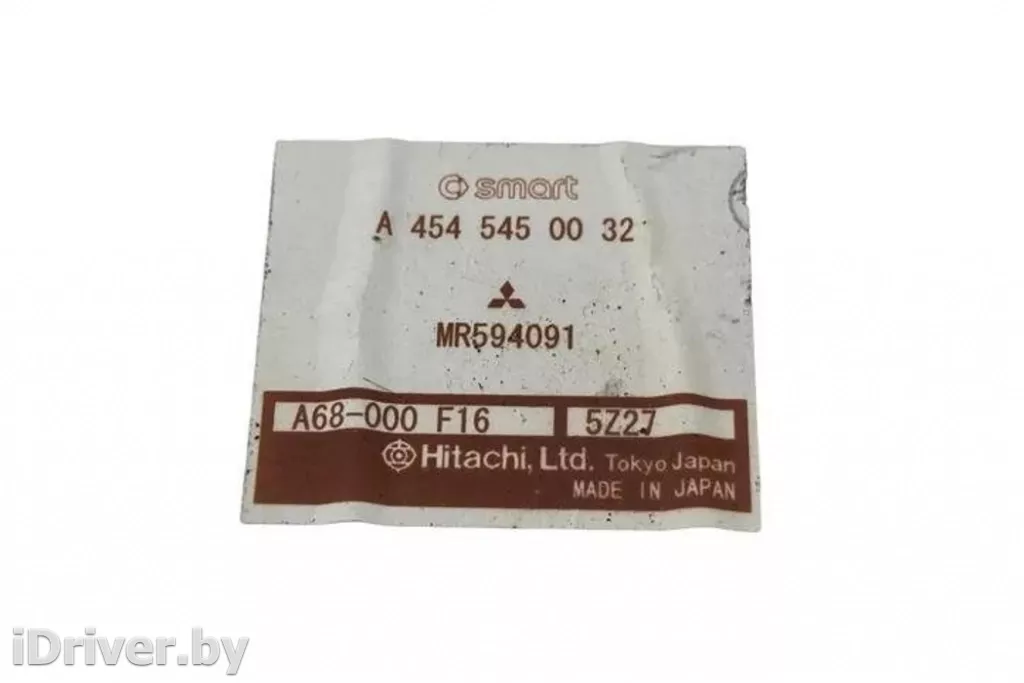 smart
A 454 545 00 32
MR594091
A68-000 F16 5Z27
Hitachi, Ltd. Tokyo Japan
MADE IN JAPAN
iDriver.by